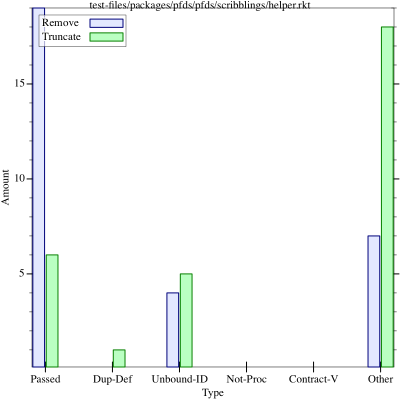 test-files/packages/pfds/pfds/scribblings/helper.rkt
Remove
Truncate
15
10
5
Amount
Passed Dup-Def Unbound-ID Not-Proc Contract-V Other
Type